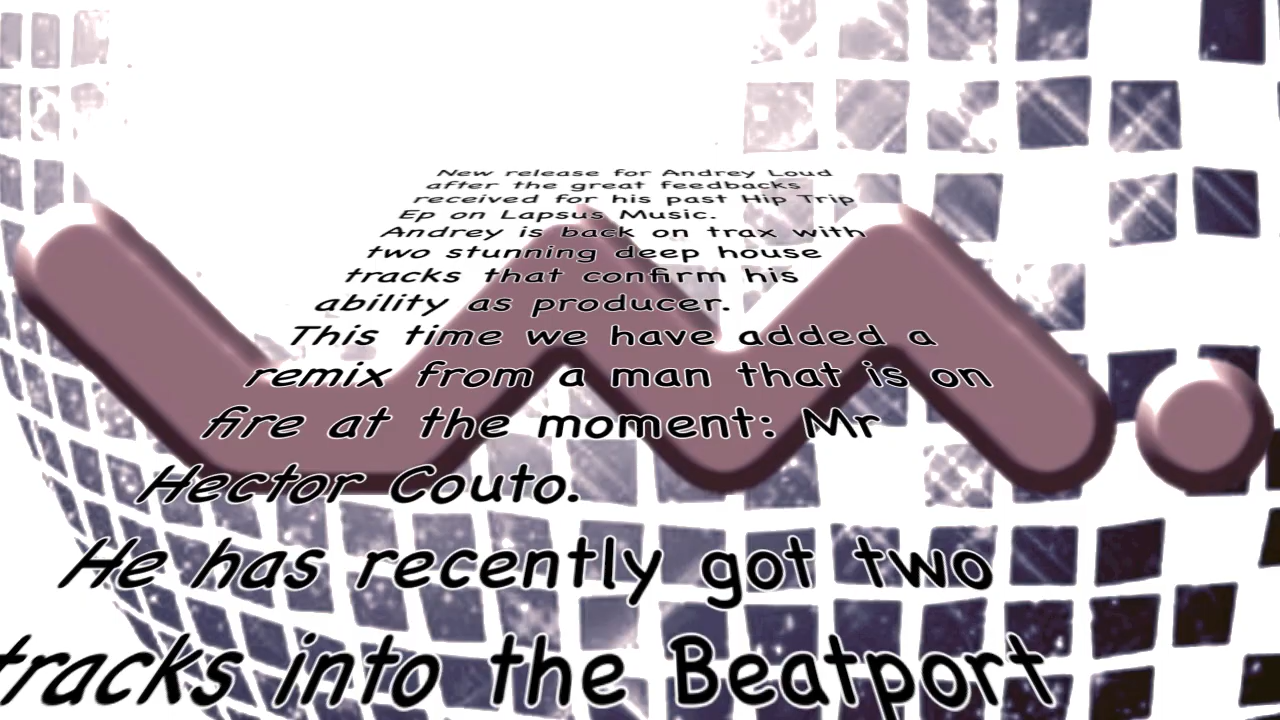 New release for Andrey Loud
after the great feedbacks
received for his past Hip Trip
Ep on Lapsus Music.
Andrey is back on trax with
two stunning deep house
tracks that confirm his
ability as producer.
This time we have added a
remix from a man that is on
fire at the moment: Mr
Hector Couto.
He has recently got two
tracks into the Beatport